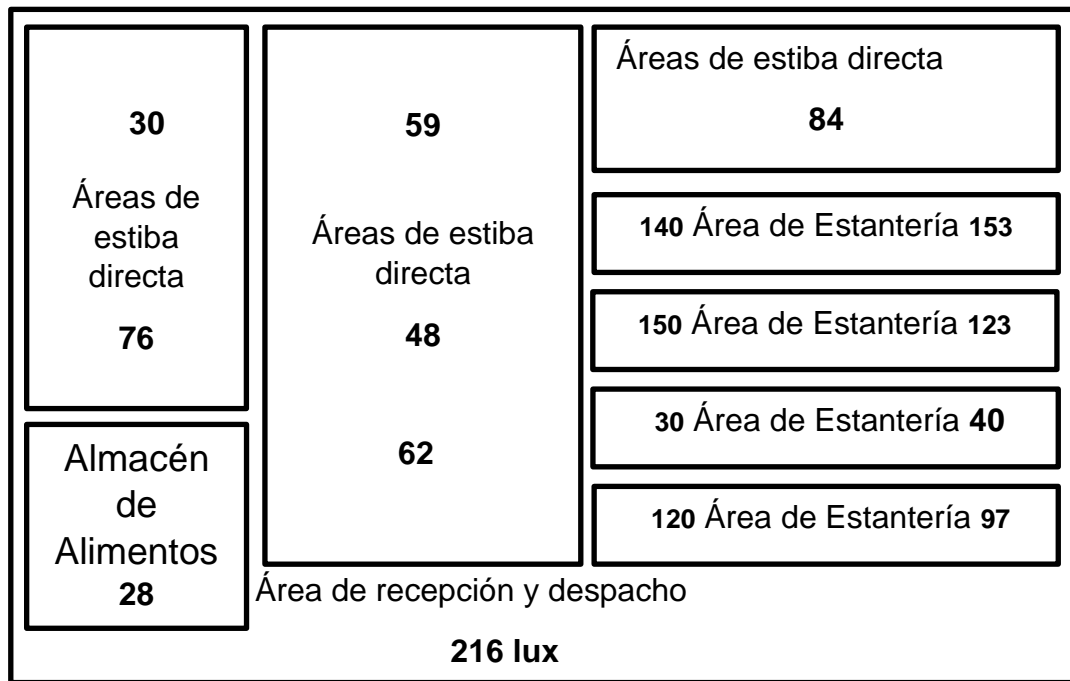 30
Áreas de
estiba
directa
76
Almacén
de
Alimentos
28
59
Áreas de estiba
directa
48
62
Áreas de estiba directa
84
140 Área de Estantería 153
150 Área de Estantería 123
30 Área de Estantería 40
120 Área de Estantería 97
Área de recepción y despacho
216 lux